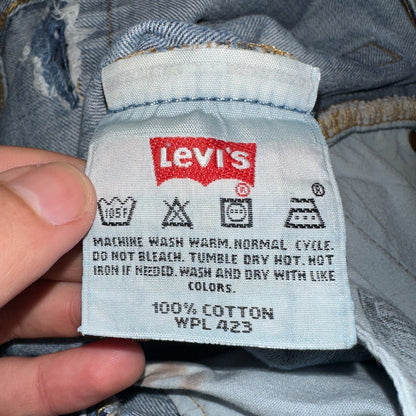 Levi's ®
®
105F
MACHINE WASH WARM. NORMAL CYCLE.
DO NOT BLEACH. TUMBLE DRY HOT. HOT
IRON IF NEEDED. WASH AND DRY WITH LIKE
COLORS.
100% COTTON
WPL 423